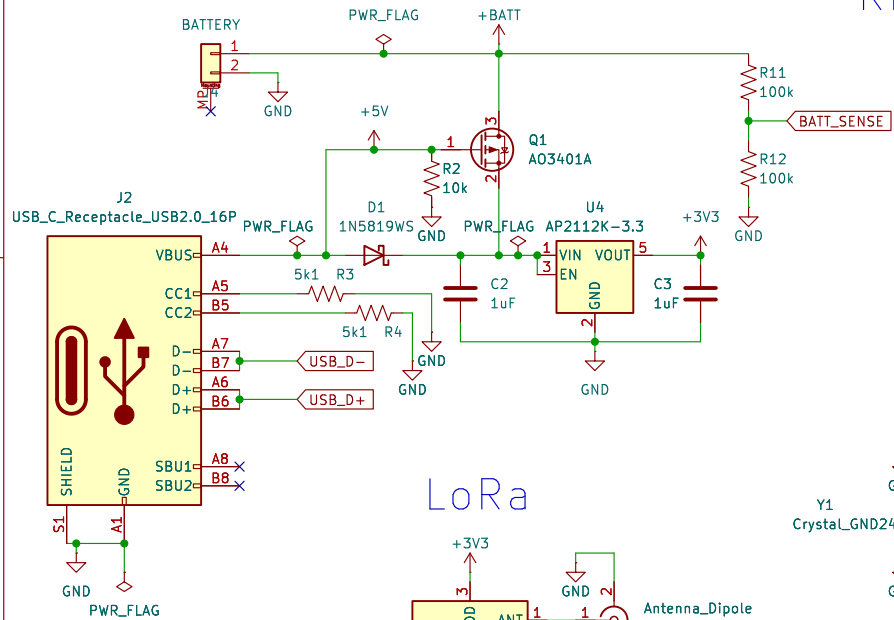 PWR_FLAG
+BATT
BATTERY
1
2
MP
J4
GND
+5V
3
1
Q1
AO3401A
2
R2
10k
GND
R11
100k
BATT_SENSE
R12
100k
GND
J2
USB_C_Receptacle_USB2.0_16P
PWR_FLAG
D1
1N5819WS
PWR_FLAG
U4
AP2112K-3.3
+3V3
VBUS
A4
1
VIN
VOUT
5
3
EN
GND
2
C2
1uF
C3
1uF
GND
5k1
R3
CC1
A5
CC2
B5
5k1
R4
GND
GND
D-
A7
D-
B7
USB_D-
D+
A6
D+
B6
USB_D+
SBU1
A8
SBU2
B8
SHIELD
GND
S1
A1
GND
PWR_FLAG
LoRa
+3V3
3
GND
2
ANT
1
1
Antenna_Dipole
Y1
Crystal_GND24